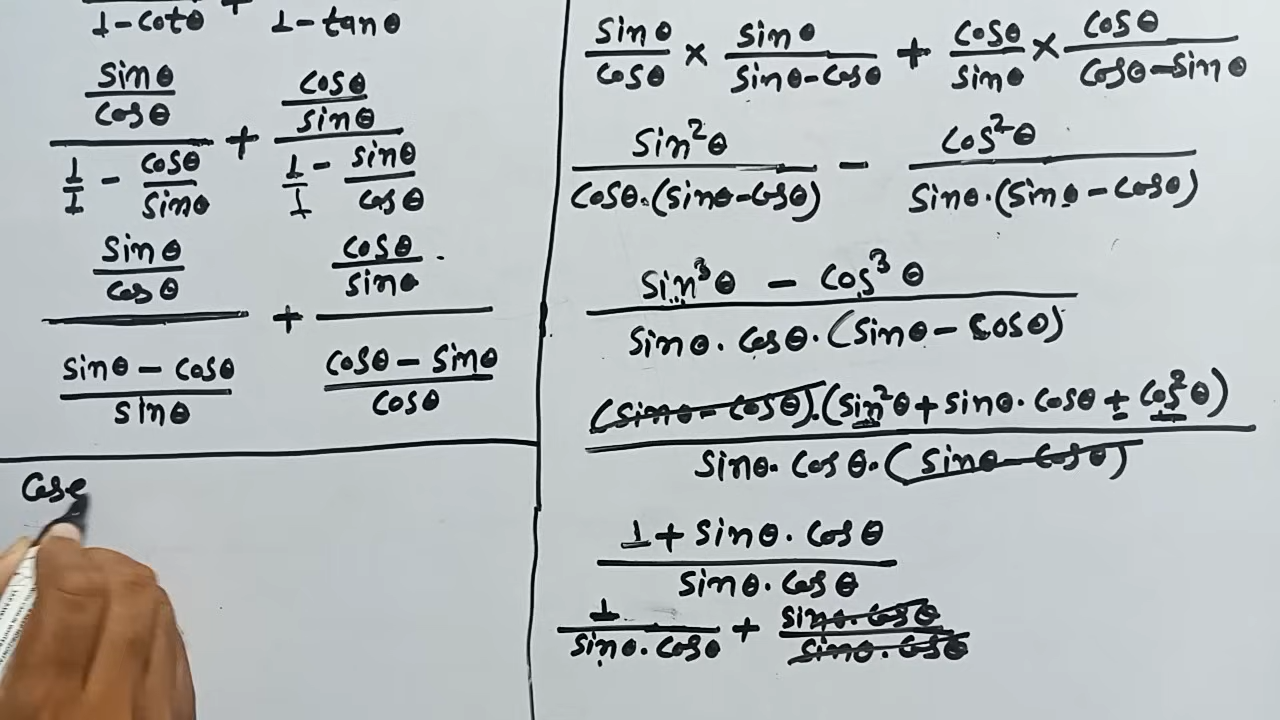 1 - cotθ + 1 - tanθ
sinθ/cosθ / (1/1 - cosθ/sinθ) + cosθ/sinθ / (1/1 - sinθ/cosθ)
sinθ/cosθ / ((sinθ - cosθ)/sinθ) + cosθ/sinθ / ((cosθ - sinθ)/cosθ)
cose
sinθ/cosθ × sinθ/(sinθ - cosθ) + cosθ/sinθ × cosθ/(cosθ - sinθ)
sin²θ/(cosθ·(sinθ - cosθ)) - cos²θ/(sinθ·(sinθ - cosθ))
(sin³θ - cos³θ)/(sinθ·cosθ·(sinθ - cosθ))
(sinθ - cosθ)·(sin²θ + sinθ·cosθ + cos²θ)/(sinθ·cosθ·(sinθ - cosθ))
(1 + sinθ·cosθ)/(sinθ·cosθ)
1/(sinθ·cosθ) + sinθ·cosθ/(sinθ·cosθ)